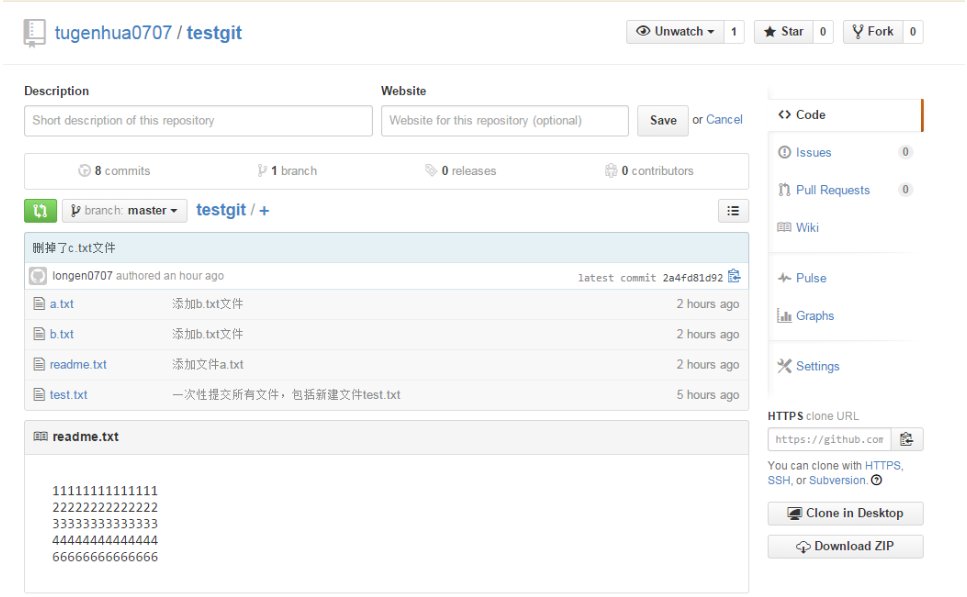 tugenhua0707 / testgit
Unwatch 1
Star 0
Fork 0
Description
Website
Short description of this repository
Website for this repository (optional)
Save or Cancel
8 commits
1 branch
0 releases
0 contributors
branch: master
testgit / +
删掉了c.txt文件
longen0707 authored an hour ago
latest commit 2a4fd81d92
a.txt 添加b.txt文件 2 hours ago
b.txt 添加b.txt文件 2 hours ago
readme.txt 添加文件a.txt 2 hours ago
test.txt 一次性提交所有文件，包括新建文件test.txt 5 hours ago
readme.txt
11111111111111
22222222222222
33333333333333
44444444444444
66666666666666
Code
Issues 0
Pull Requests 0
Wiki
Pulse
Graphs
Settings
HTTPS clone URL
https://github.com
You can clone with HTTPS,
SSH, or Subversion.
Clone in Desktop
Download ZIP